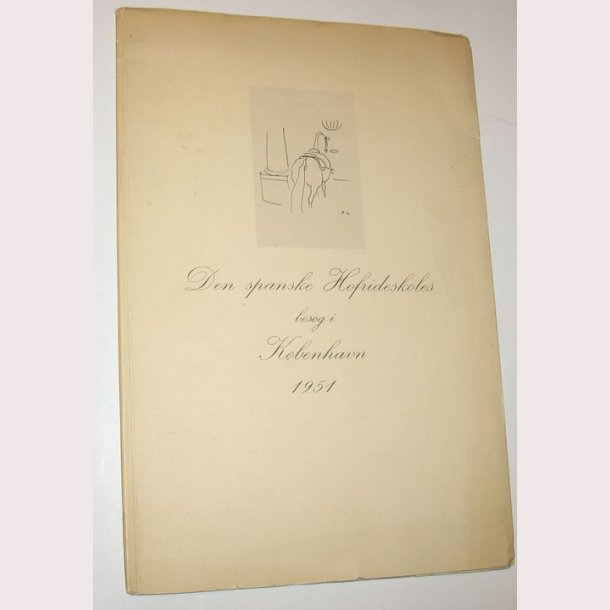 Den spanske Hofrideskoles
besøg i
København
1951